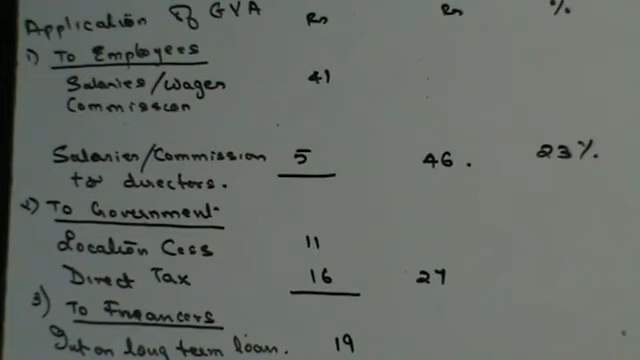 Application of GVA Rs Rs %
1) To Employees
Salaries/Wages 41
Commission
Salaries/Commission 5 46. 23%.
to directors.
2) To Government
Location Cess 11
Direct Tax 16 27
3) To Financers
Int on long term loan. 19